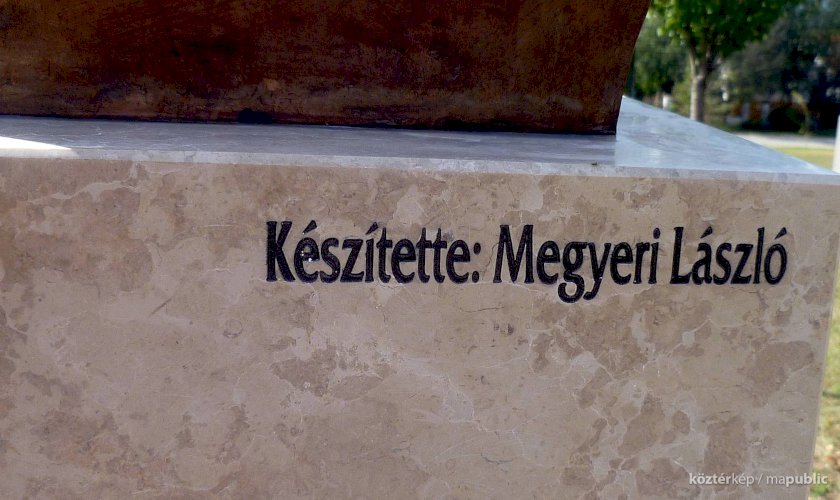 Készítette: Megyeri László
köztérkép / mapublic